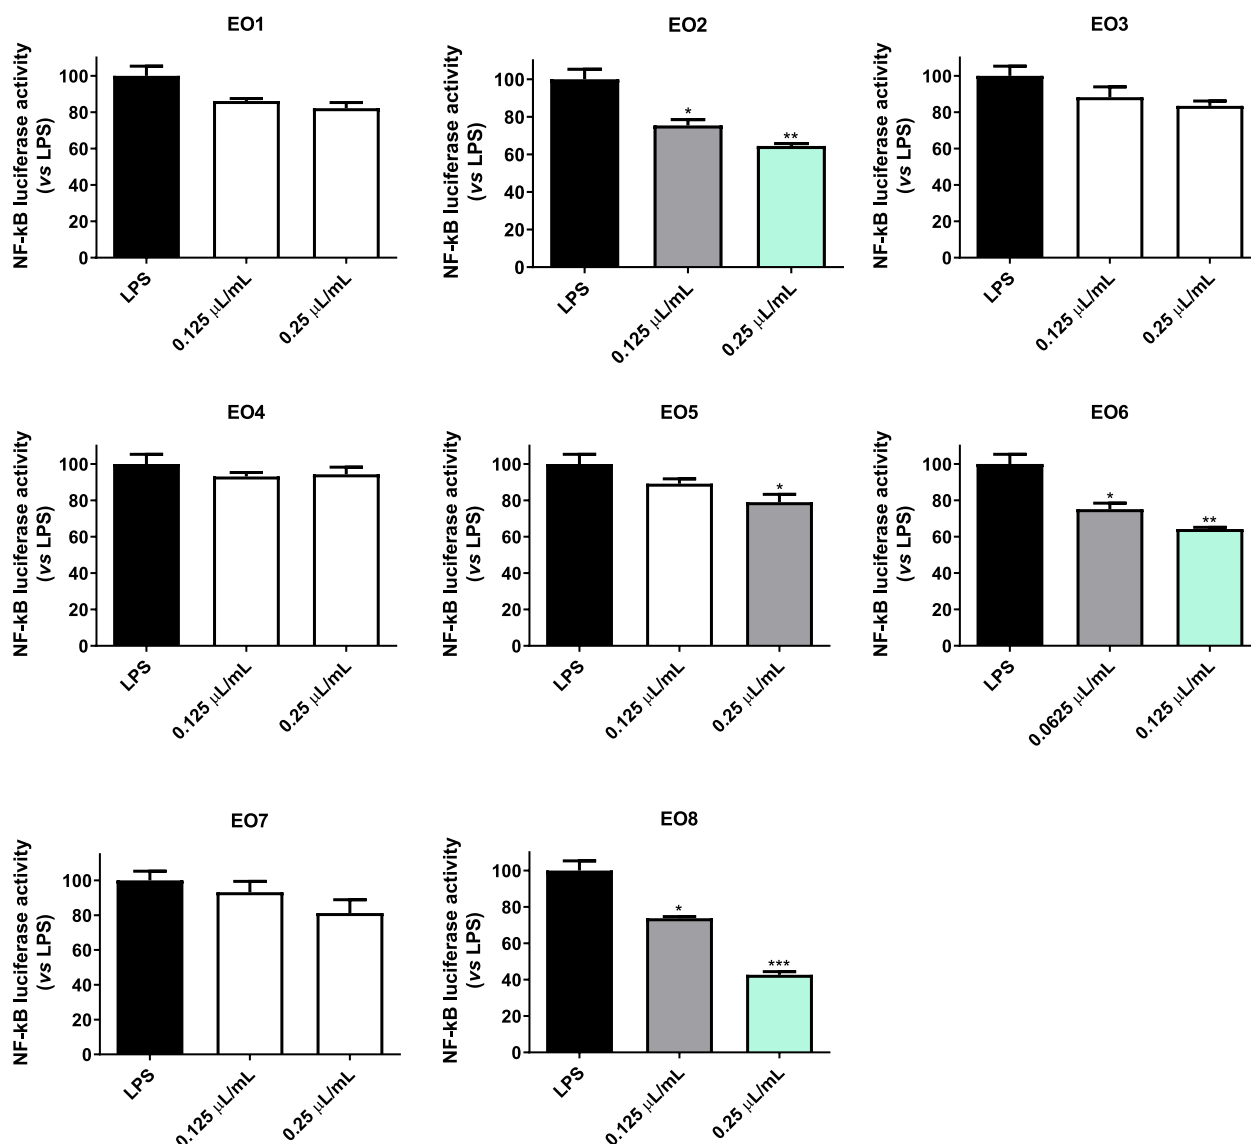 EO1
NF-kB luciferase activity
(vs LPS)
100
80
60
40
20
0
LPS
0.125 μL/mL
0.25 μL/mL
EO2
NF-kB luciferase activity
(vs LPS)
100
80
60
40
20
0
*
**
LPS
0.125 μL/mL
0.25 μL/mL
EO3
NF-kB luciferase activity
(vs LPS)
100
80
60
40
20
0
LPS
0.125 μL/mL
0.25 μL/mL
EO4
NF-kB luciferase activity
(vs LPS)
100
80
60
40
20
0
LPS
0.125 μL/mL
0.25 μL/mL
EO5
NF-kB luciferase activity
(vs LPS)
100
80
60
40
20
0
*
LPS
0.125 μL/mL
0.25 μL/mL
EO6
NF-kB luciferase activity
(vs LPS)
100
80
60
40
20
0
*
**
LPS
0.0625 μL/mL
0.125 μL/mL
EO7
NF-kB luciferase activity
(vs LPS)
100
80
60
40
20
0
LPS
0.125 μL/mL
0.25 μL/mL
EO8
NF-kB luciferase activity
(vs LPS)
100
80
60
40
20
0
*
***
LPS
0.125 μL/mL
0.25 μL/mL